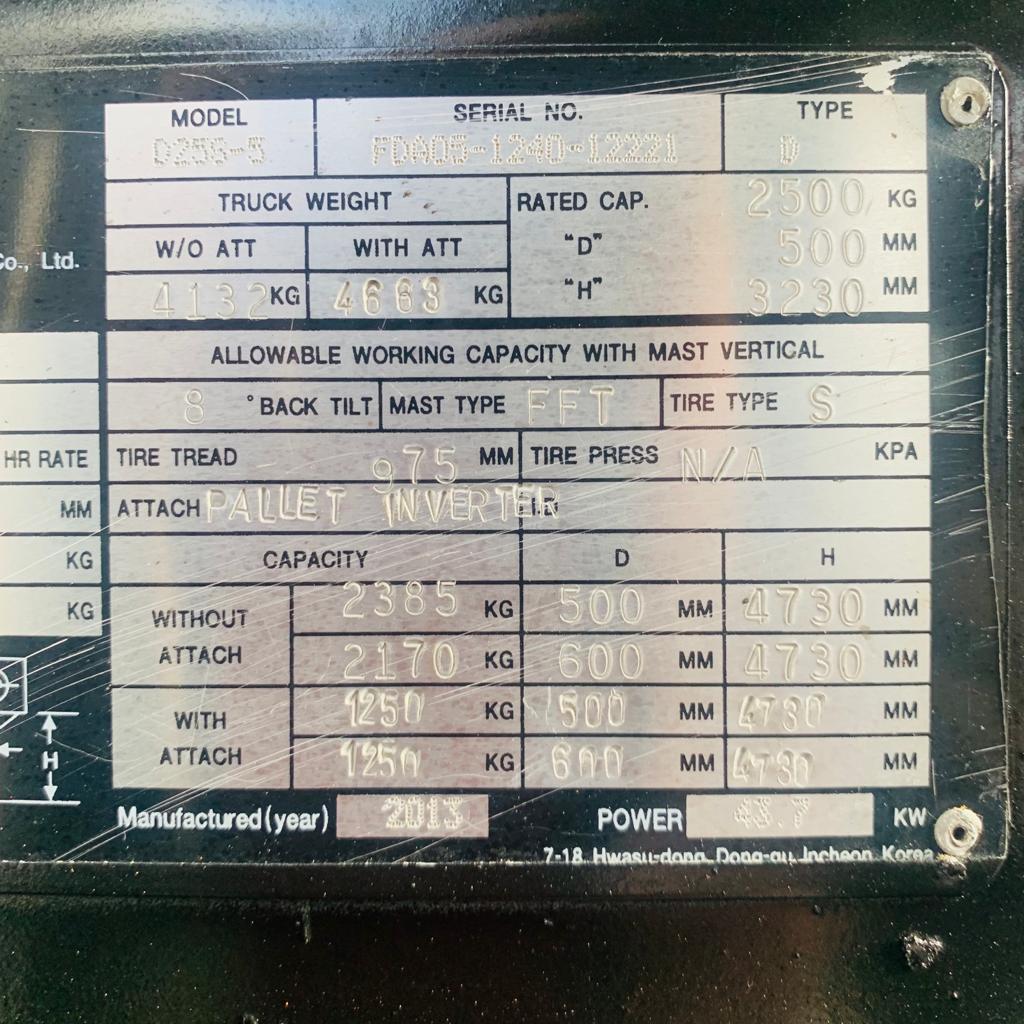 MODEL SERIAL NO. TYPE
D25G-5 FDA05-1240-12221 D
TRUCK WEIGHT RATED CAP. 2500 KG
Co., Ltd. W/O ATT WITH ATT "D" 500 MM
4132 KG 4663 KG "H" 3230 MM
ALLOWABLE WORKING CAPACITY WITH MAST VERTICAL
8 °BACK TILT MAST TYPE FFT TIRE TYPE S
HR RATE TIRE TREAD 975 MM TIRE PRESS N/A KPA
MM ATTACH PALLET INVERTER I.D
KG CAPACITY D H
KG WITHOUT ATTACH 2385 KG 500 MM 4730 MM
2170 KG 600 MM 4730 MM
WITH ATTACH 1250 KG 500 MM 4730 MM
H 1250 KG 600 MM 4730 MM
Manufactured(year) 2013 POWER 43.7 KW
7-18, Hwasu-dong, Dong-gu, Incheon, Korea